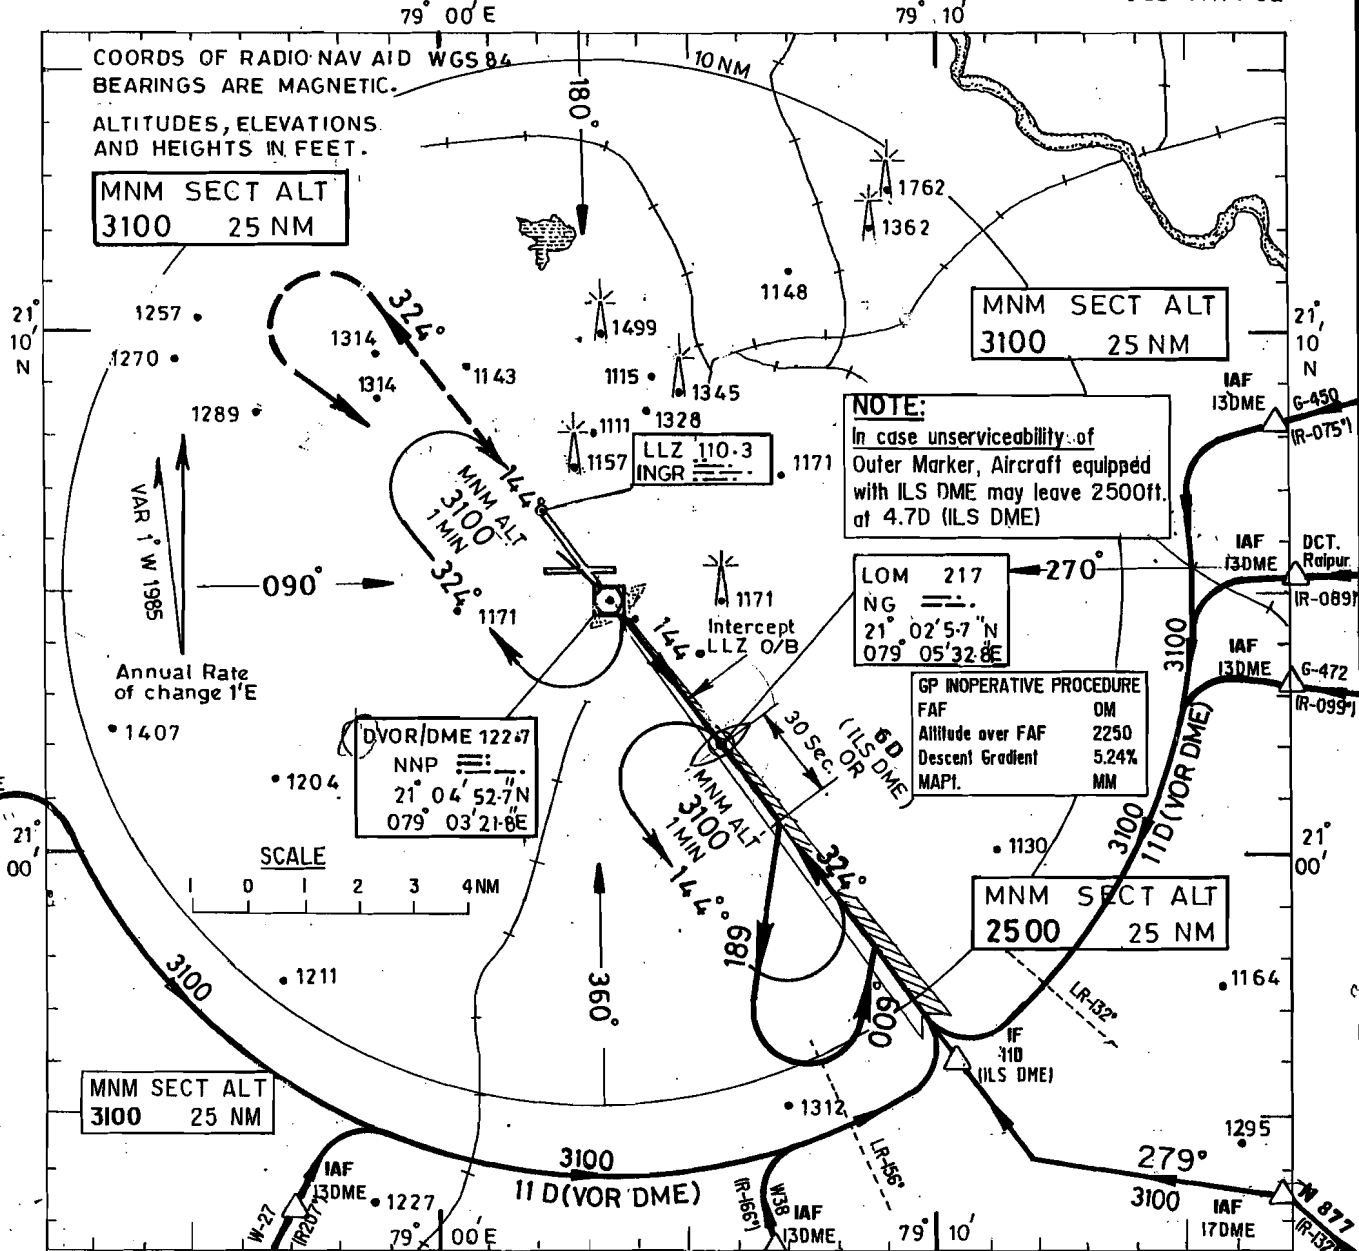 79° 00' E
79° 10'
COORDS OF RADIO NAV AID WGS 84
BEARINGS ARE MAGNETIC.
ALTITUDES, ELEVATIONS
AND HEIGHTS IN FEET.
10 NM
180°
MNM SECT ALT
3100 25 NM
1762
1362
1148
MNM SECT ALT
3100 25 NM
21°
10'
N
21°
10'
N
1257
1270
1289
1314
1314
324°
1143
1499
1115
1345
1328
1111
1157
LLZ 110.3
INGR
1171
NOTE:
In case unserviceability of
Outer Marker, Aircraft equipped
with ILS DME may leave 2500ft.
at 4.7D (ILS DME)
IAF
13DME
G-450
(R-075°)
IAF
13DME
DCT.
Raipur
(R-089)
IAF
13DME
G-472
(R-099°)
144°
MNM ALT
3100
1 MIN
324°
VAR 1° W 1985
090°
270°
1171
Annual Rate
of change 1'E
1171
Intercept
LLZ O/B
144°
LOM 217
NG
21° 02'5.7"N
079° 05'32.8E
3100
GP INOPERATIVE PROCEDURE
FAF OM
Altitude over FAF 2250
Descent Gradient 5.24%
MAPt. MM
1407
1204
DVOR/DME 122.7
NNP
21° 04' 52.7"N
079° 03'21.8E
30 Sec.
6D
(ILS DME)
OR
MNM ALT
3100
1 MIN
144°
3100
11D(VOR DME)
21°
00'
21°
00'
SCALE
1 0 1 2 3 4NM
1130
324°
MNM SECT ALT
2500 25 NM
189°
009°
360°
3100
1211
LR-132°
1164
IF
11D
(ILS DME)
MNM SECT ALT
3100 25 NM
1312
1295
LR-156°
279°
3100
3100
11 D(VOR DME)
IAF
13DME
W-27
(R207°)
1227
W38
(R-166°)
IAF
13DME
IAF
17DME
N 877
79° 00' E
79° 10'